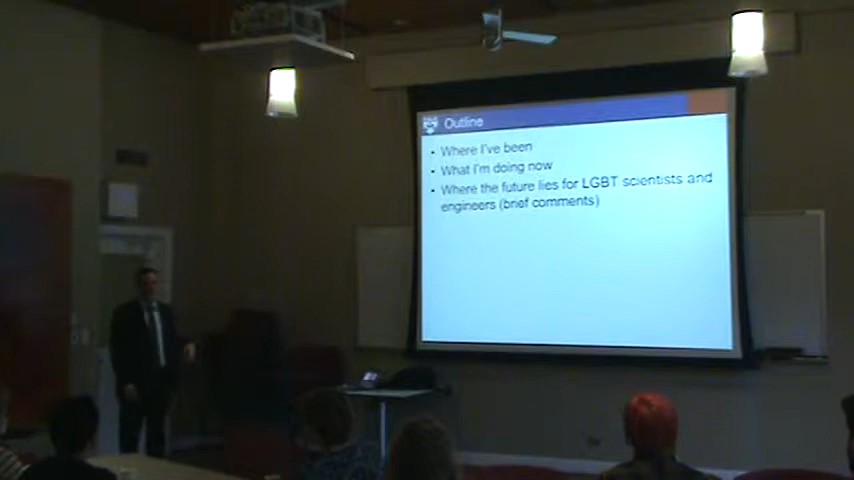 Outline
• Where I've been
• What I'm doing now
• Where the future lies for LGBT scientists and
engineers (brief comments)